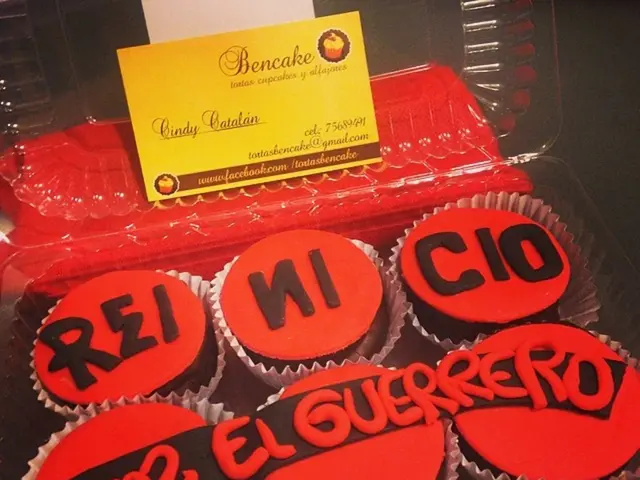 Bencake
tortas cupcakes y alfajores
Cindy Catalán
cel: 75689491
tortasbencake@gmail.com
www.facebook.com/tortasbencake
REI NI CIO
EL GUERRERO